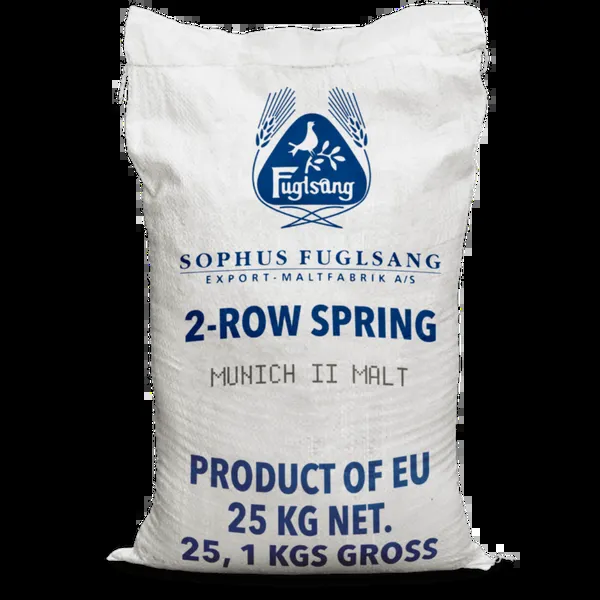 Fuglsang
SOPHUS FUGLSANG
EXPORT-MALTFABRIK A/S
2-ROW SPRING
MUNICH II MALT
PRODUCT OF EU
25 KG NET.
25, 1 KGS GROSS